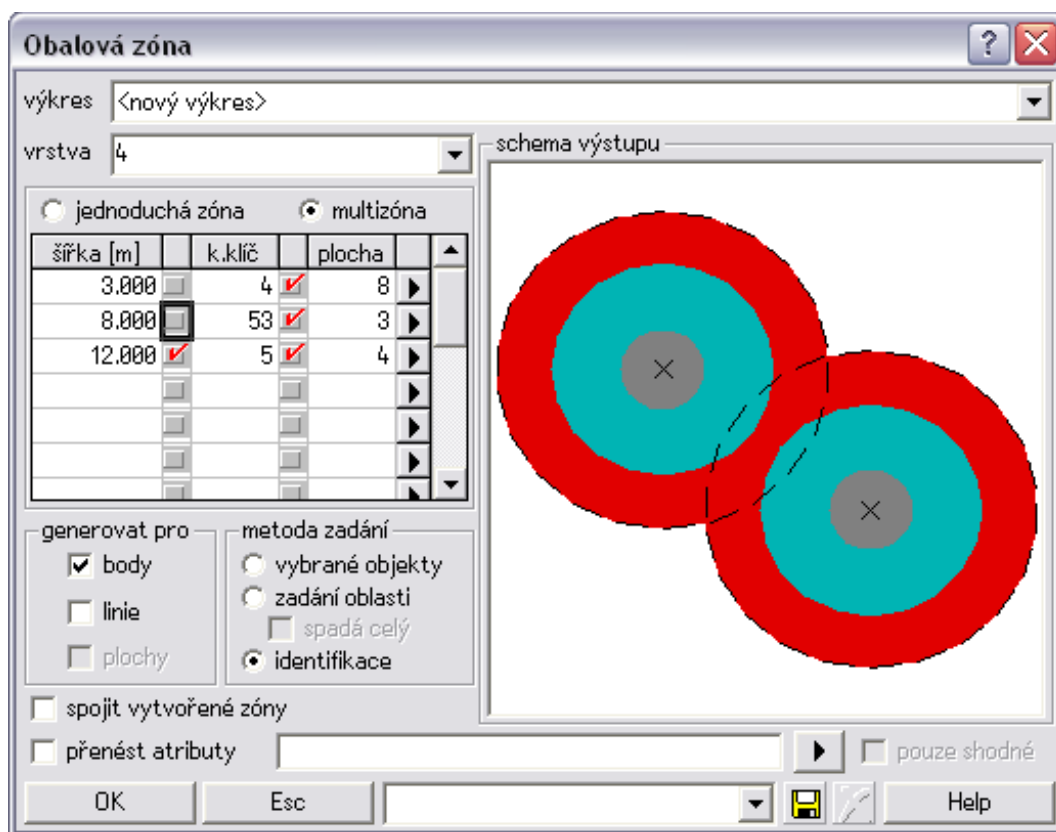 Obalová zóna
výkres <nový výkres>
vrstva 4
schema výstupu
jednoduchá zóna multizóna
šířka [m] k.klíč plocha
3.000 4 8
8.000 53 3
12.000 5 4
generovat pro
body
linie
plochy
metoda zadání
vybrané objekty
zadání oblasti
spadá celý
identifikace
spojit vytvořené zóny
přenést atributy pouze shodné
OK Esc Help